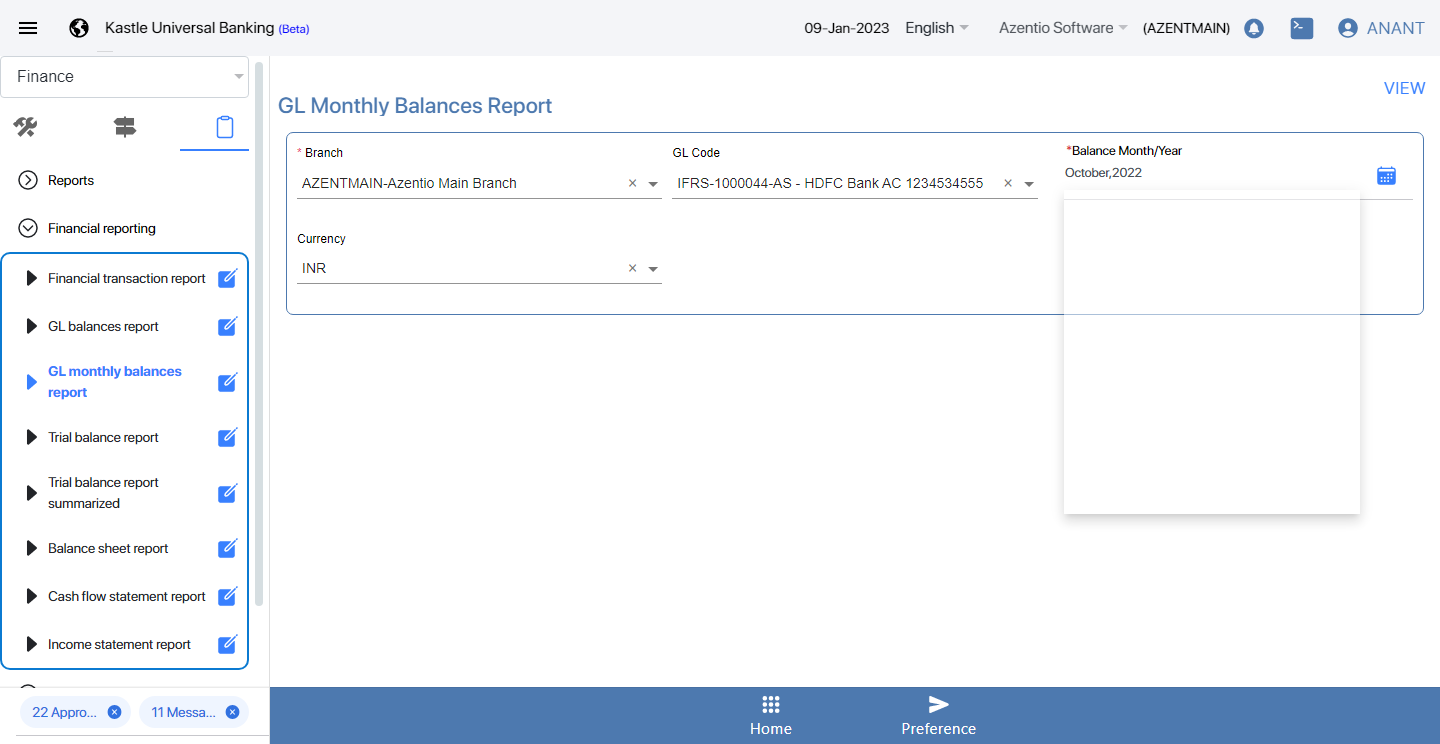 Kastle Universal Banking (Beta)
09-Jan-2023
English
Azentio Software
(AZENTMAIN)
ANANT
Finance
Reports
Financial reporting
Financial transaction report
GL balances report
GL monthly balances
report
Trial balance report
Trial balance report
summarized
Balance sheet report
Cash flow statement report
Income statement report
22 Appro...
11 Messa...
VIEW
GL Monthly Balances Report
* Branch
AZENTMAIN-Azentio Main Branch
GL Code
IFRS-1000044-AS - HDFC Bank AC 1234534555
*Balance Month/Year
October,2022
Currency
INR
Home
Preference